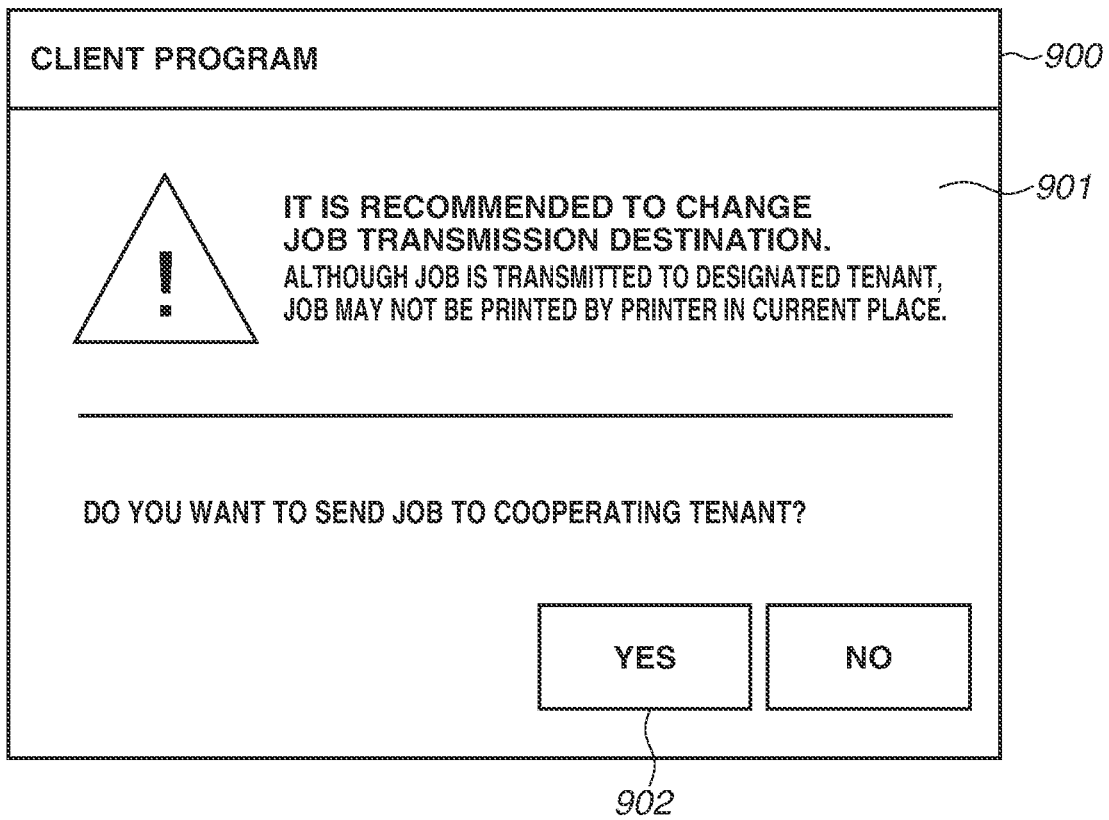 CLIENT PROGRAM
900
901
!
IT IS RECOMMENDED TO CHANGE
JOB TRANSMISSION DESTINATION.
ALTHOUGH JOB IS TRANSMITTED TO DESIGNATED TENANT,
JOB MAY NOT BE PRINTED BY PRINTER IN CURRENT PLACE.
DO YOU WANT TO SEND JOB TO COOPERATING TENANT?
YES
NO
902